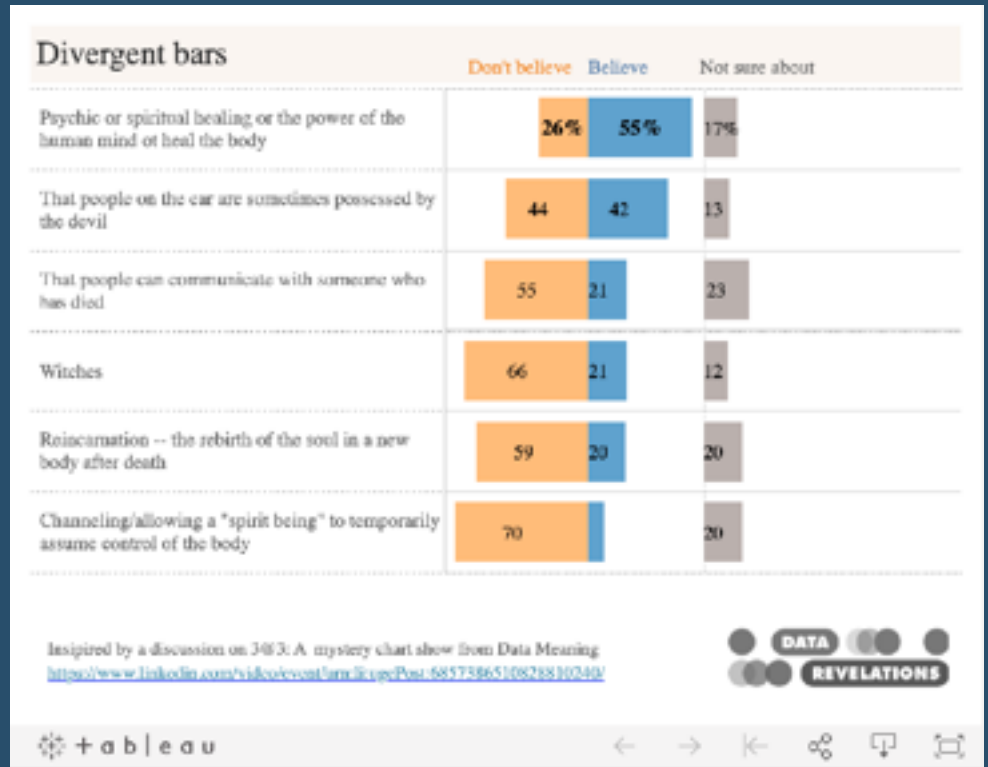 Divergent bars
Don't believe Believe Not sure about
Psychic or spiritual healing or the power of the
human mind ot heal the body
26% 55% 17%
That people on the ear are sometimes possessed by
the devil
44 42 13
That people can communicate with someone who
has died
55 21 23
Witches
66 21 12
Reincarnation -- the rebirth of the soul in a new
body after death
59 20 20
Channeling/allowing a "spirit being" to temporarily
assume control of the body
70 20
Insipired by a discussion on 3: A mystery chart show from Data Meaning
DATA
REVELATIONS
+ableau